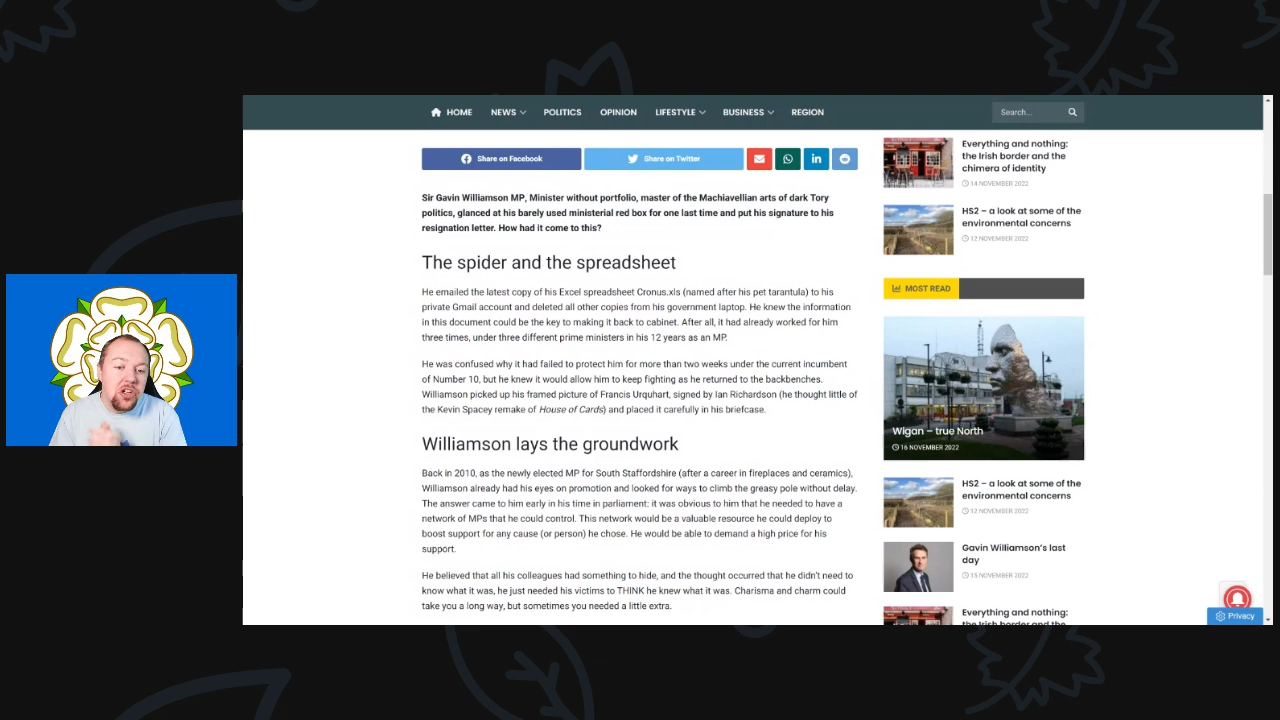 HOME NEWS POLITICS OPINION LIFESTYLE BUSINESS REGION
Search...
Share on Facebook
Share on Twitter
Sir Gavin Williamson MP, Minister without portfolio, master of the Machiavellian arts of dark Tory
politics, glanced at his barely used ministerial red box for one last time and put his signature to his
resignation letter. How had it come to this?
The spider and the spreadsheet
He emailed the latest copy of his Excel spreadsheet Cronus.xls (named after his pet tarantula) to his
private Gmail account and deleted all other copies from his government laptop. He knew the information
in this document could be the key to making it back to cabinet. After all, it had already worked for him
three times, under three different prime ministers in his 12 years as an MP.
He was confused why it had failed to protect him for more than two weeks under the current incumbent
of Number 10, but he knew it would allow him to keep fighting as he returned to the backbenches.
Williamson picked up his framed picture of Francis Urquhart, signed by Ian Richardson (he thought little of
the Kevin Spacey remake of House of Cards) and placed it carefully in his briefcase.
Williamson lays the groundwork
Back in 2010, as the newly elected MP for South Staffordshire (after a career in fireplaces and ceramics),
Williamson already had his eyes on promotion and looked for ways to climb the greasy pole without delay.
The answer came to him early in his time in parliament: it was obvious to him that he needed to have a
network of MPs that he could control. This network would be a valuable resource he could deploy to
boost support for any cause (or person) he chose. He would be able to demand a high price for his
support.
He believed that all his colleagues had something to hide, and the thought occurred that he didn't need to
know what it was, he just needed his victims to THINK he knew what it was. Charisma and charm could
take you a long way, but sometimes you needed a little extra.
Everything and nothing:
the Irish border and the
chimera of identity
14 NOVEMBER 2022
HS2 – a look at some of the
environmental concerns
12 NOVEMBER 2022
MOST READ
Wigan – true North
16 NOVEMBER 2022
HS2 – a look at some of the
environmental concerns
12 NOVEMBER 2022
Gavin Williamson's last
day
15 NOVEMBER 2022
Everything and nothing:
the Irish border and the
Privacy